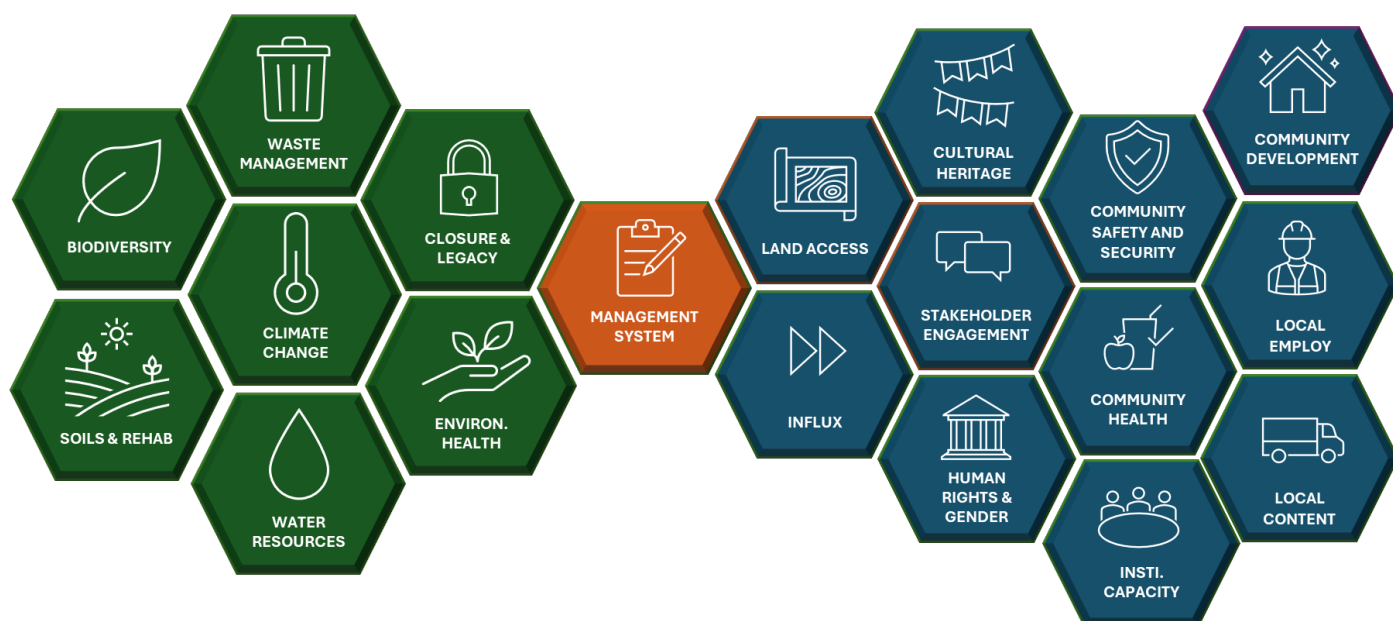 WASTE
MANAGEMENT
BIODIVERSITY
CLOSURE &
LEGACY
CLIMATE
CHANGE
SOILS & REHAB
ENVIRON.
HEALTH
WATER
RESOURCES
MANAGEMENT
SYSTEM
LAND ACCESS
CULTURAL
HERITAGE
COMMUNITY
SAFETY AND
SECURITY
COMMUNITY
DEVELOPMENT
STAKEHOLDER
ENGAGEMENT
LOCAL
EMPLOY
INFLUX
COMMUNITY
HEALTH
HUMAN
RIGHTS &
GENDER
LOCAL
CONTENT
INSTI.
CAPACITY